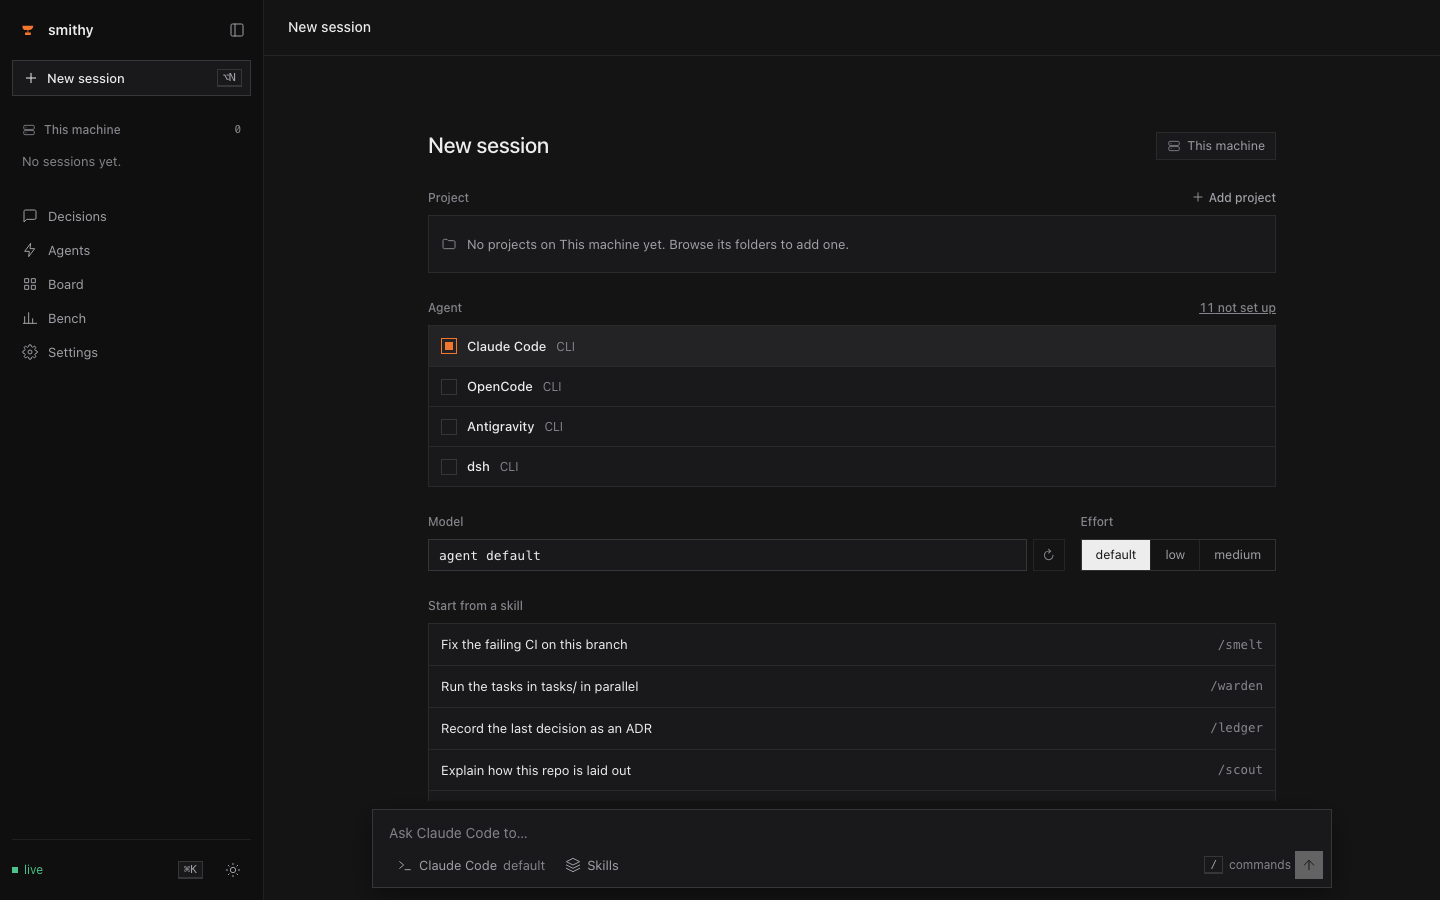 smithy
New session ⌥N
This machine 0
No sessions yet.
Decisions
Agents
Board
Bench
Settings
live ⌘K
New session
New session This machine
Project + Add project
No projects on This machine yet. Browse its folders to add one.
Agent 11 not set up
Claude Code CLI
OpenCode CLI
Antigravity CLI
dsh CLI
Model Effort
agent default default low medium
Start from a skill
Fix the failing CI on this branch /smelt
Run the tasks in tasks/ in parallel /warden
Record the last decision as an ADR /ledger
Explain how this repo is laid out /scout
Ask Claude Code to...
Claude Code default Skills / commands